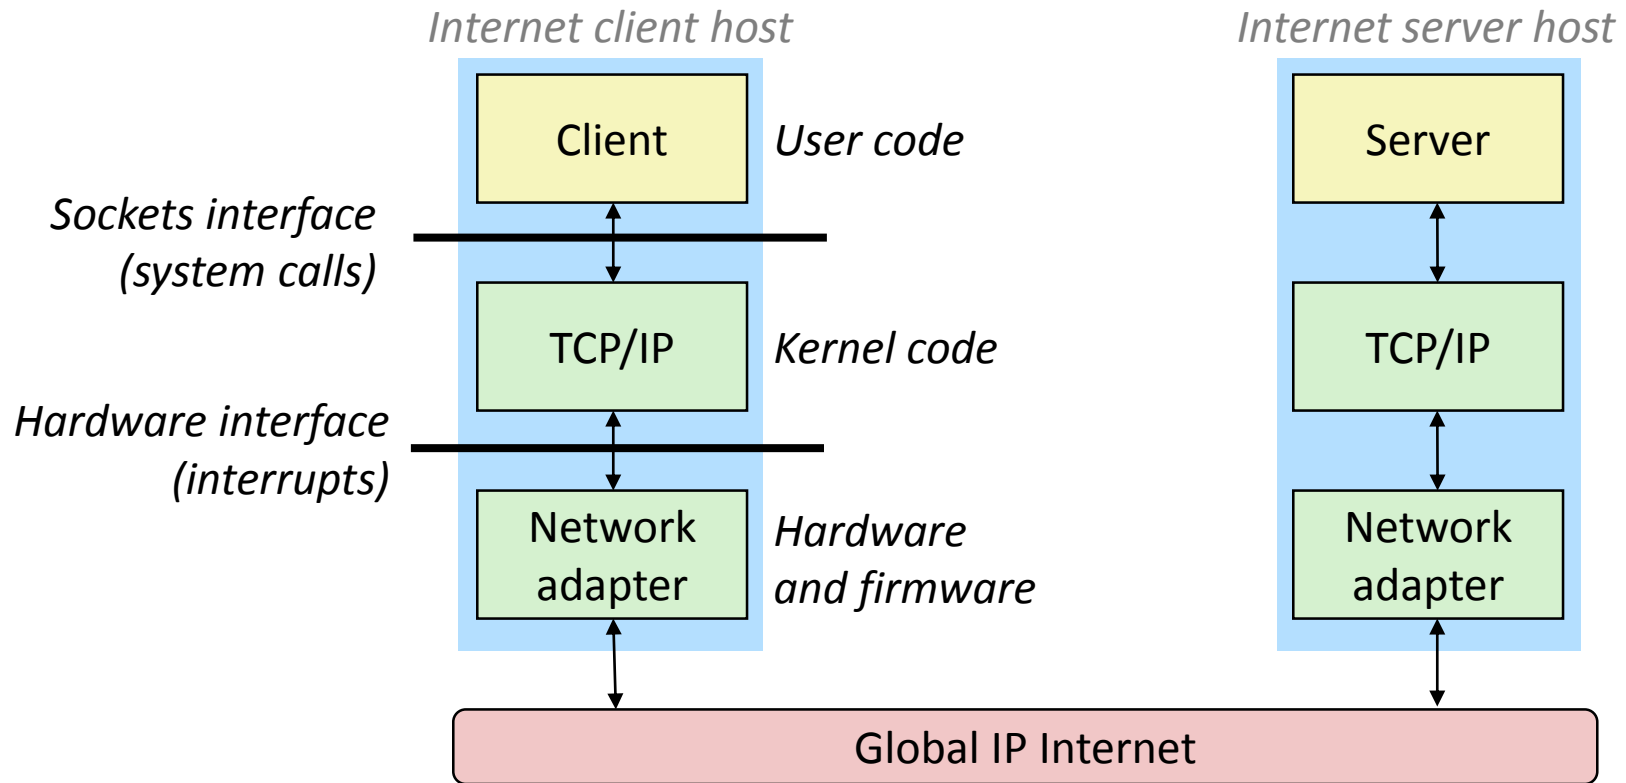 Internet client host
Internet server host
Client
User code
Server
Sockets interface
(system calls)
TCP/IP
Kernel code
TCP/IP
Hardware interface
(interrupts)
Network
adapter
Hardware
and firmware
Network
adapter
Global IP Internet